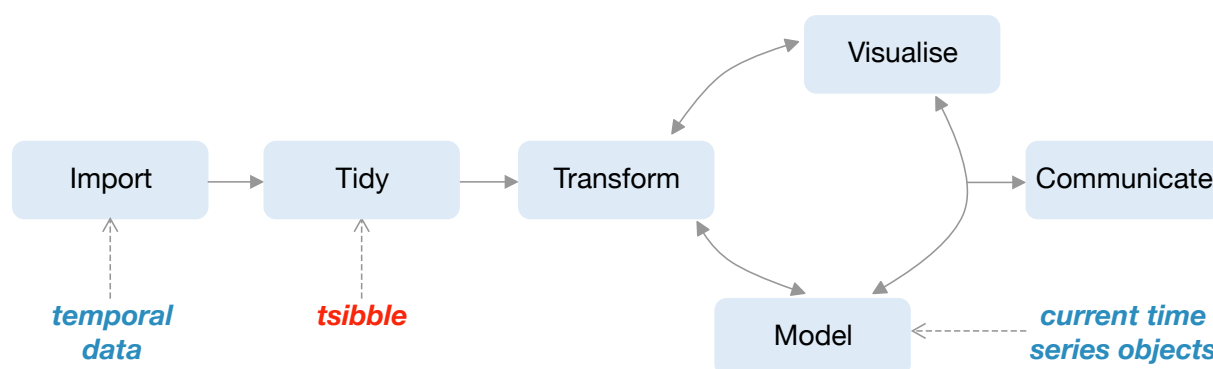 Visualise
Import
Tidy
Transform
Communicate
temporal
data
tsibble
Model
current time
series objects